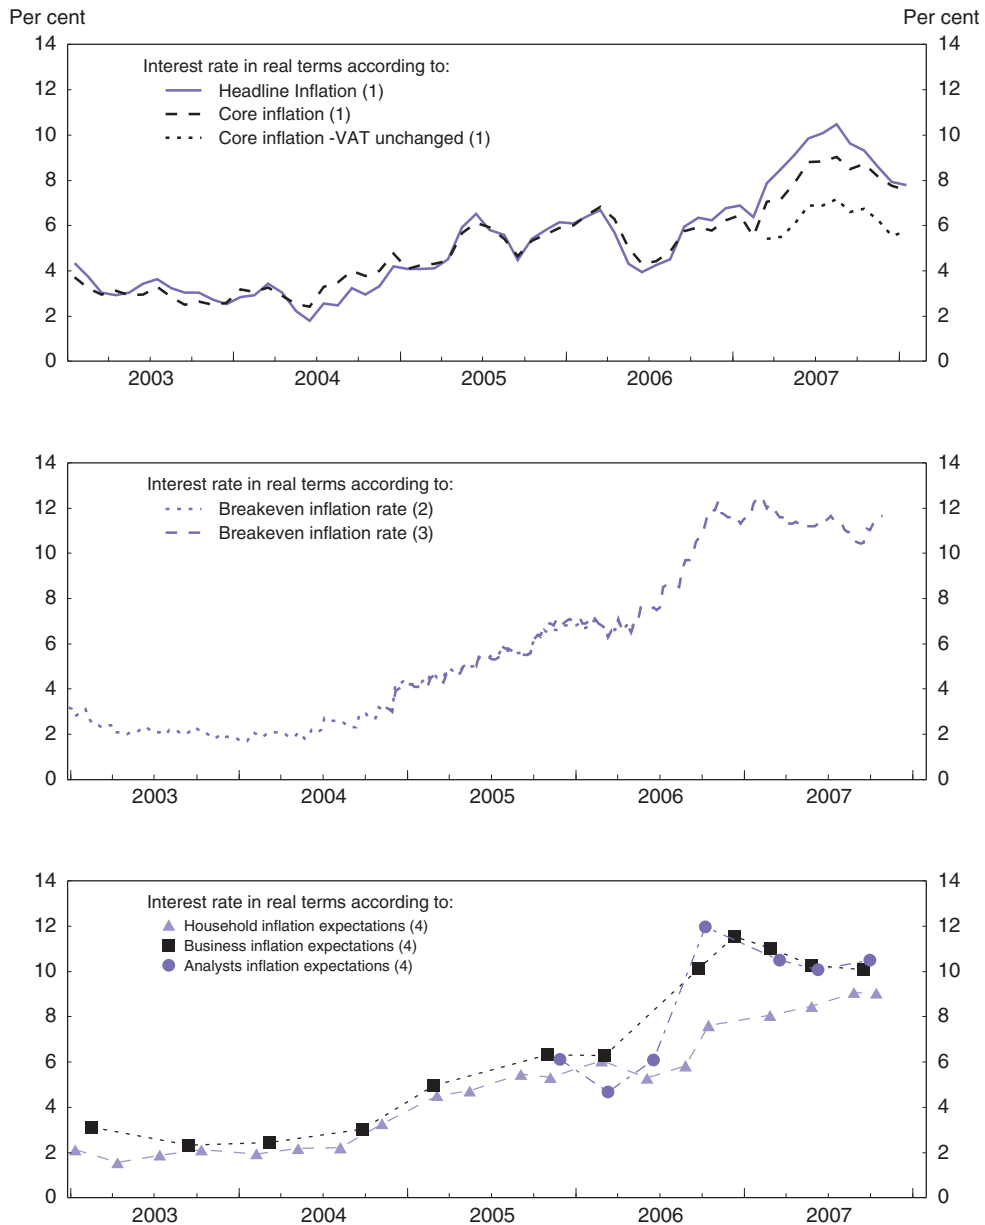 Per cent Per cent
14 14
Interest rate in real terms according to:
Headline Inflation (1)
12 12
Core inflation (1)
Core inflation -VAT unchanged (1)
10 10
8 8
6 6
4 4
2 2
0 0
2003 2004 2005 2006 2007
14 14
Interest rate in real terms according to:
12 Breakeven inflation rate (2) 12
Breakeven inflation rate (3)
10 10
8 8
6 6
4 4
2 2
0 0
2003 2004 2005 2006 2007
14 14
Interest rate in real terms according to:
12 Household inflation expectations (4) 12
Business inflation expectations (4)
Analysts inflation expectations (4)
10 10
8 8
6 6
4 4
2 2
0 0
2003 2004 2005 2006 2007